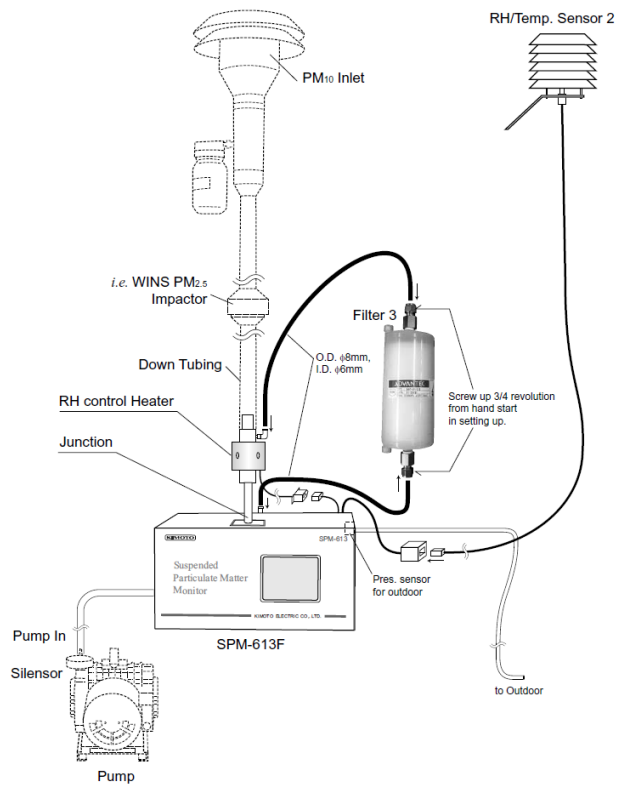 RH/Temp. Sensor 2
PM10 Inlet
i.e. WINS PM2.5
Impactor
Filter 3
O.D. φ8mm,
I.D. φ6mm
Down Tubing
ADVANTEC
Screw up 3/4 revolution
from hand start
in setting up.
RH control Heater
Junction
KIMOTO
SPM-613
Suspended
Particulate Matter
Monitor
Pres. sensor
for outdoor
KIMOTO ELECTRIC CO., LTD.
Pump In
SPM-613F
Silensor
to Outdoor
Pump